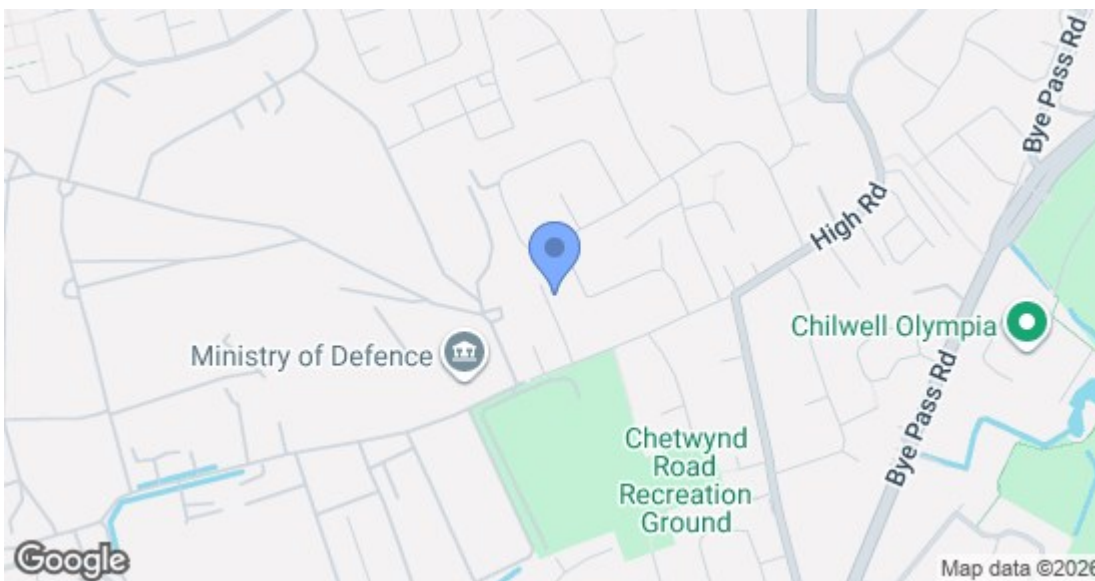 Bye Pass Rd
High Rd
Chilwell Olympia
Ministry of Defence
Bye Pass Rd
Chetwynd
Road
Recreation
Ground
Google
Map data ©2026